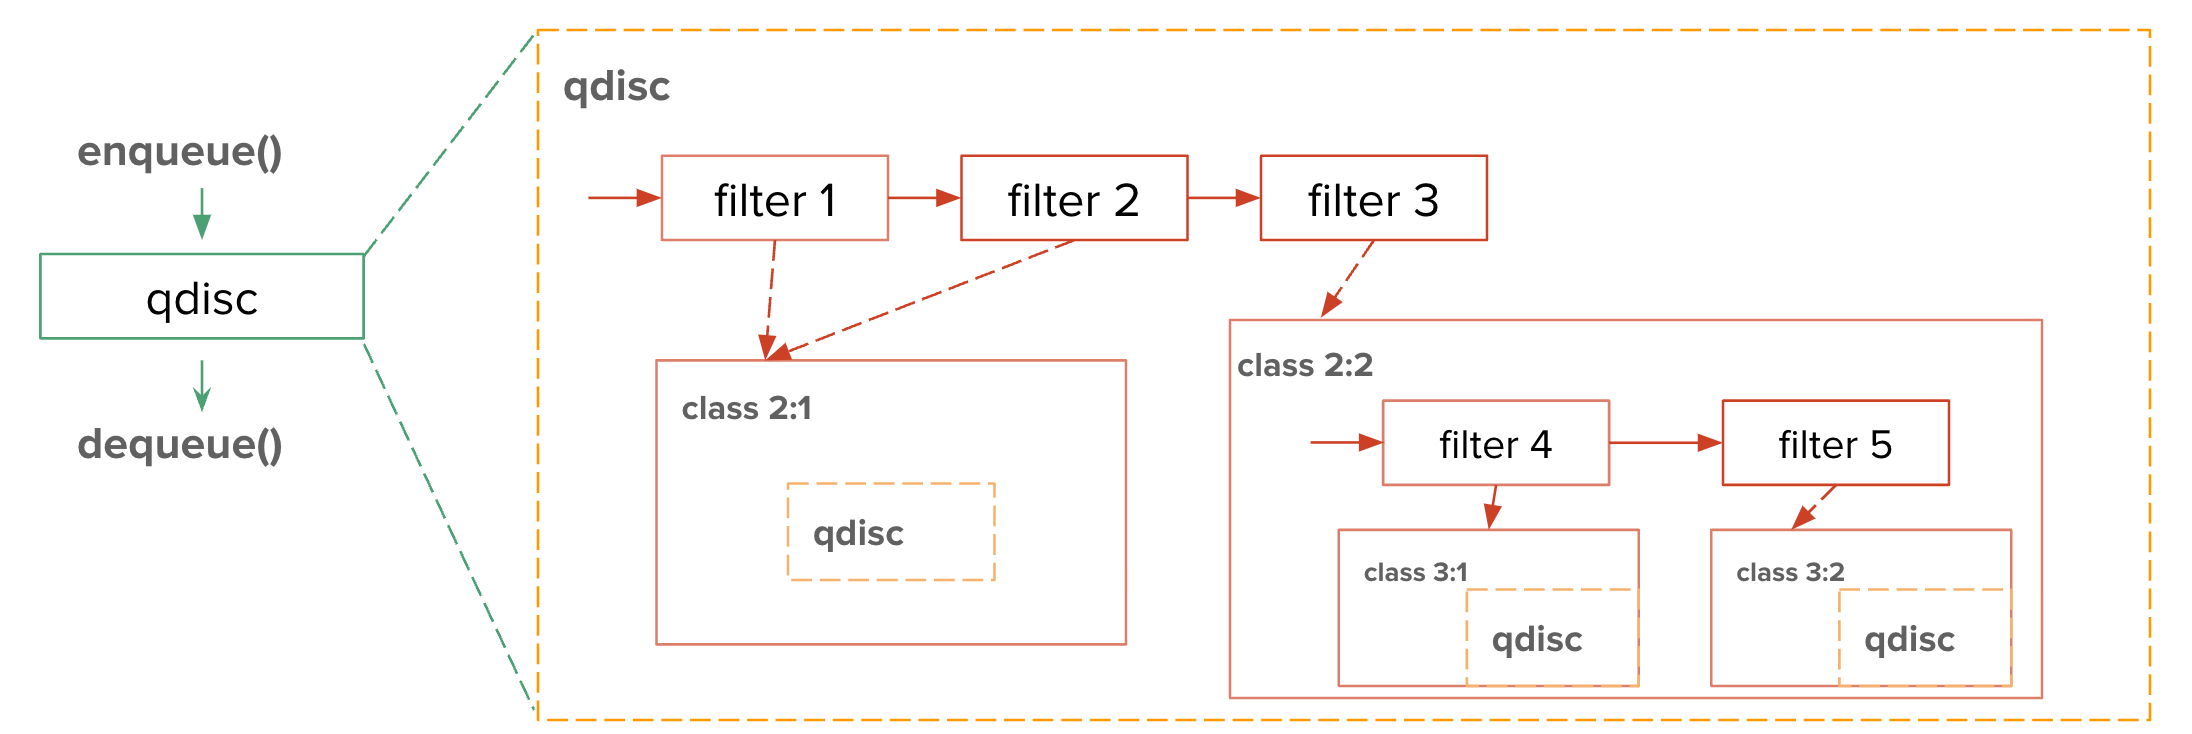 enqueue()
qdisc
dequeue()
qdisc
filter 1
filter 2
filter 3
class 2:1
qdisc
class 2:2
filter 4
filter 5
class 3:1
qdisc
class 3:2
qdisc